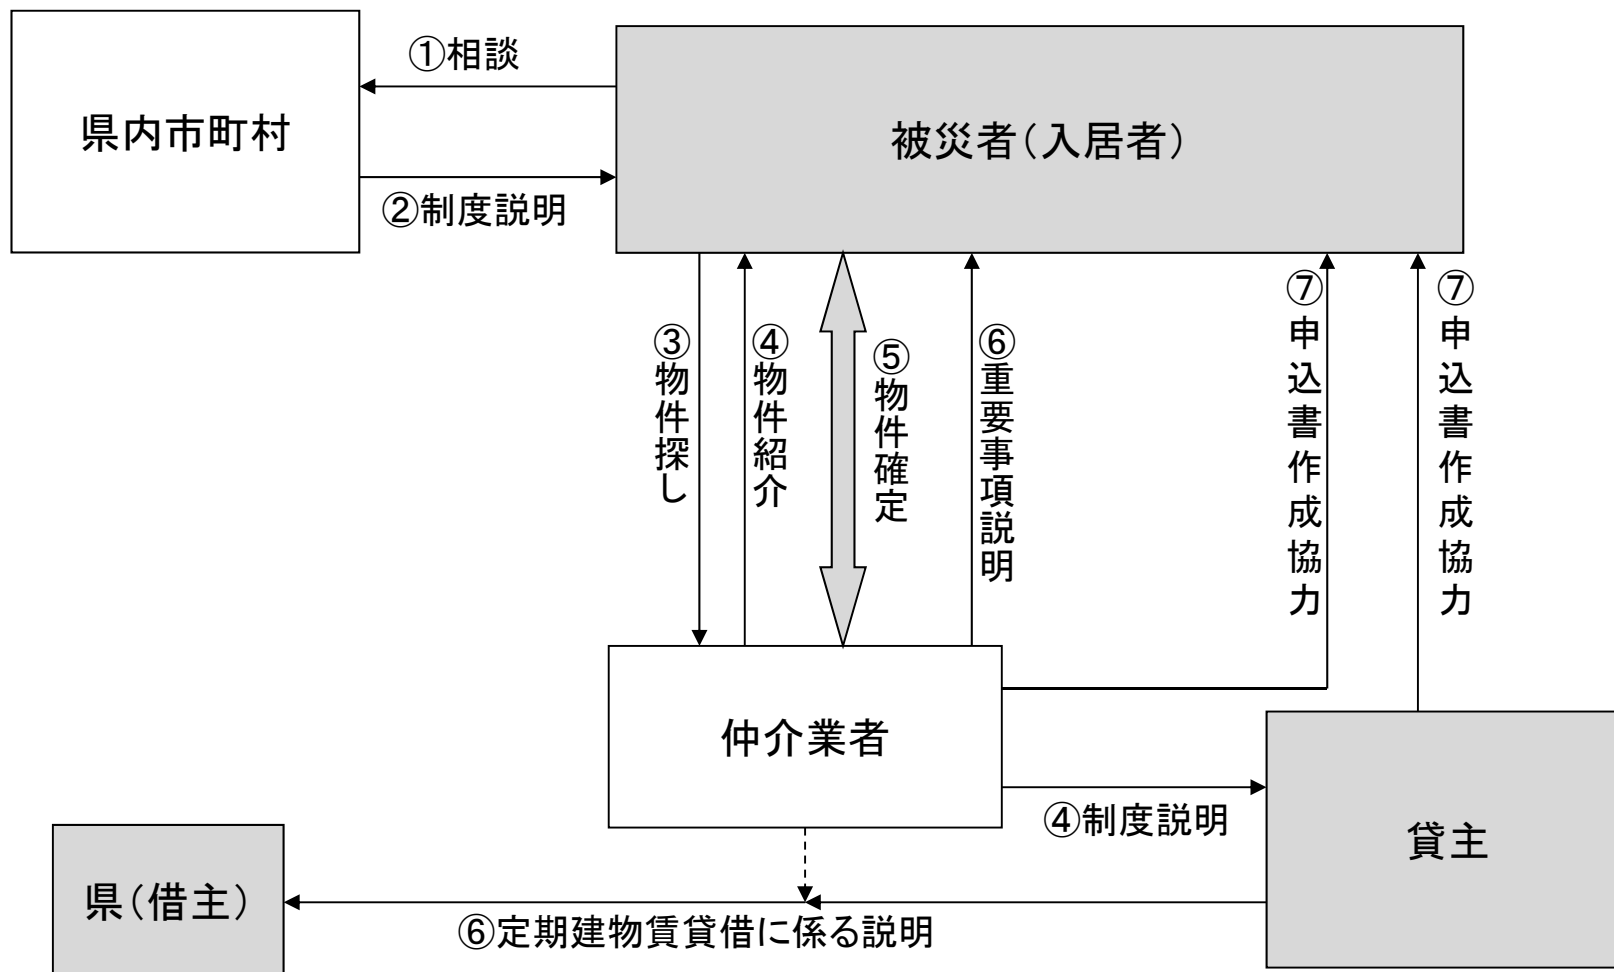 ①相談
県内市町村
被災者(入居者)
②制度説明
③物件探し
④物件紹介
⑤物件確定
⑥重要事項説明
⑦申込書作成協力
⑦申込書作成協力
仲介業者
④制度説明
貸主
県(借主)
⑥定期建物賃貸借に係る説明